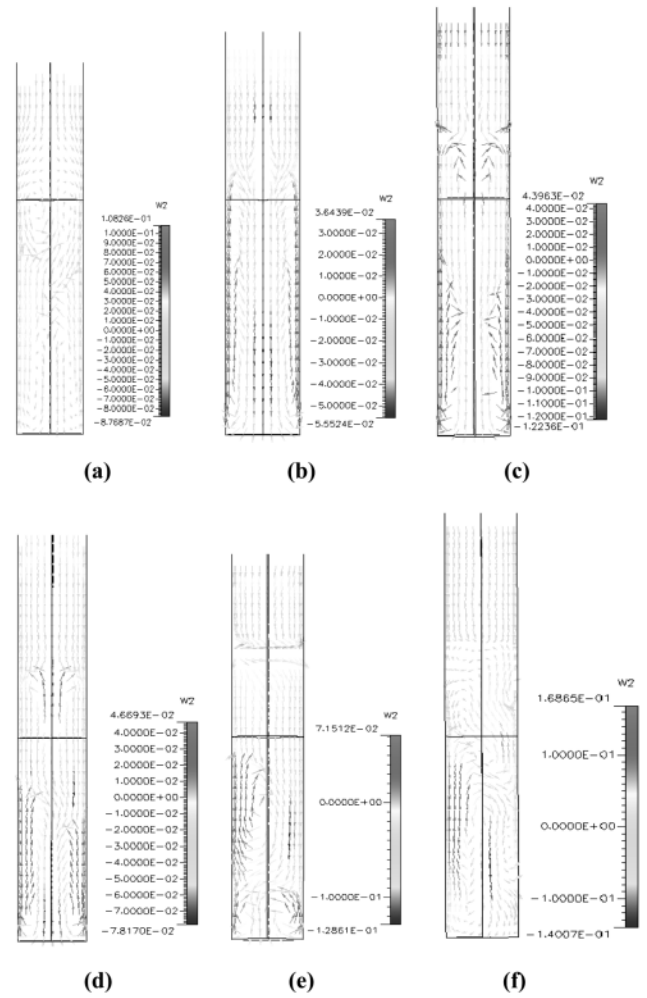 W2
1.0826E-01
1.0000E-01
9.0000E-02
8.0000E-02
7.0000E-02
6.0000E-02
5.0000E-02
4.0000E-02
3.0000E-02
2.0000E-02
1.0000E-02
0.0000E+00
-1.0000E-02
-2.0000E-02
-3.0000E-02
-4.0000E-02
-5.0000E-02
-6.0000E-02
-7.0000E-02
-8.0000E-02
-8.7687E-02
(a)
W2
3.6439E-02
3.0000E-02
2.0000E-02
1.0000E-02
0.0000E+00
-1.0000E-02
-2.0000E-02
-3.0000E-02
-4.0000E-02
-5.0000E-02
-5.5524E-02
(b)
W2
4.3963E-02
4.0000E-02
3.0000E-02
2.0000E-02
1.0000E-02
0.0000E+00
-1.0000E-02
-2.0000E-02
-3.0000E-02
-4.0000E-02
-5.0000E-02
-6.0000E-02
-7.0000E-02
-8.0000E-02
-9.0000E-02
-1.0000E-01
-1.1000E-01
-1.2000E-01
-1.2236E-01
(c)
W2
4.6693E-02
4.0000E-02
3.0000E-02
2.0000E-02
1.0000E-02
0.0000E+00
-1.0000E-02
-2.0000E-02
-3.0000E-02
-4.0000E-02
-5.0000E-02
-6.0000E-02
-7.0000E-02
-7.8170E-02
(d)
W2
7.1512E-02
0.0000E+00
-1.0000E-01
-1.2861E-01
(e)
W2
1.6865E-01
1.0000E-01
0.0000E+00
-1.0000E-01
-1.4007E-01
(f)